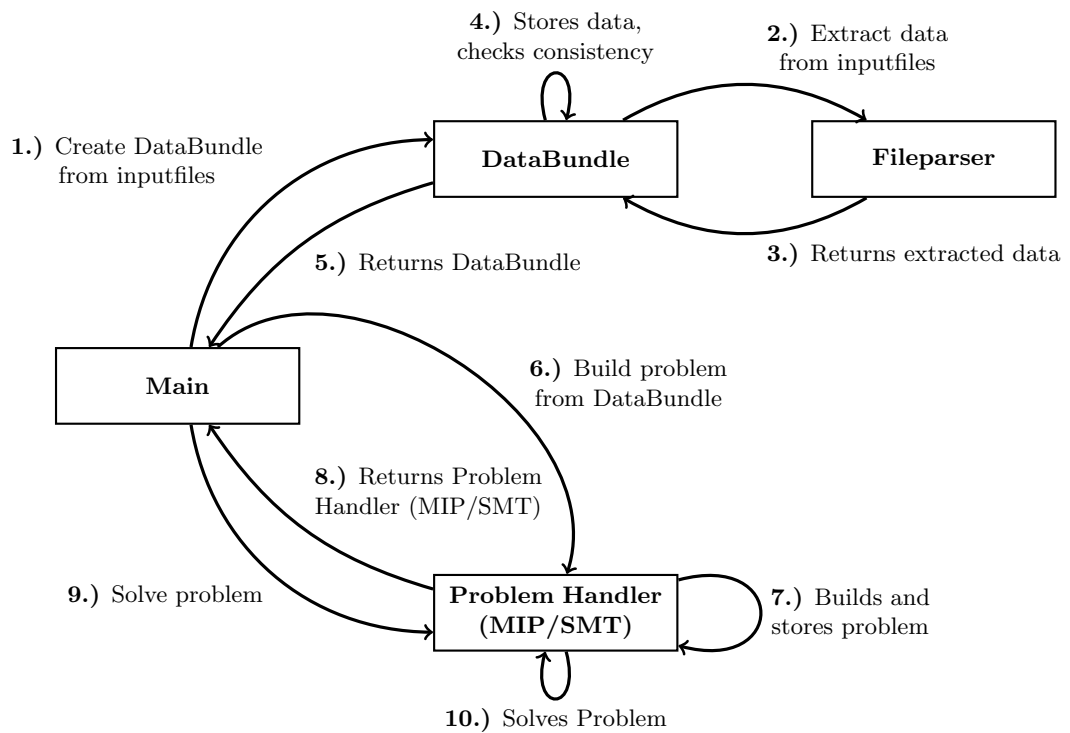 4.) Stores data,
checks consistency
2.) Extract data
from inputfiles
1.) Create DataBundle
from inputfiles
DataBundle
Fileparser
3.) Returns extracted data
5.) Returns DataBundle
6.) Build problem
from DataBundle
Main
8.) Returns Problem
Handler (MIP/SMT)
9.) Solve problem
Problem Handler
(MIP/SMT)
7.) Builds and
stores problem
10.) Solves Problem